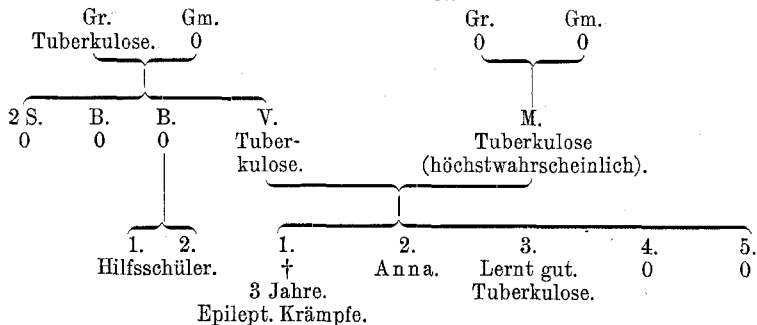 Gr. Gm. Gr. Gm.
Tuberkulose. 0 0 0
2 S. B. B. V. M.
0 0 0 Tuber- Tuberkulose
kulose. (höchstwahrscheinlich).
1. 2. 1. 2. 3. 4. 5.
Hilfsschüler. † Anna. Lernt gut. 0 0
3 Jahre. Tuberkulose.
Epilept. Krämpfe.